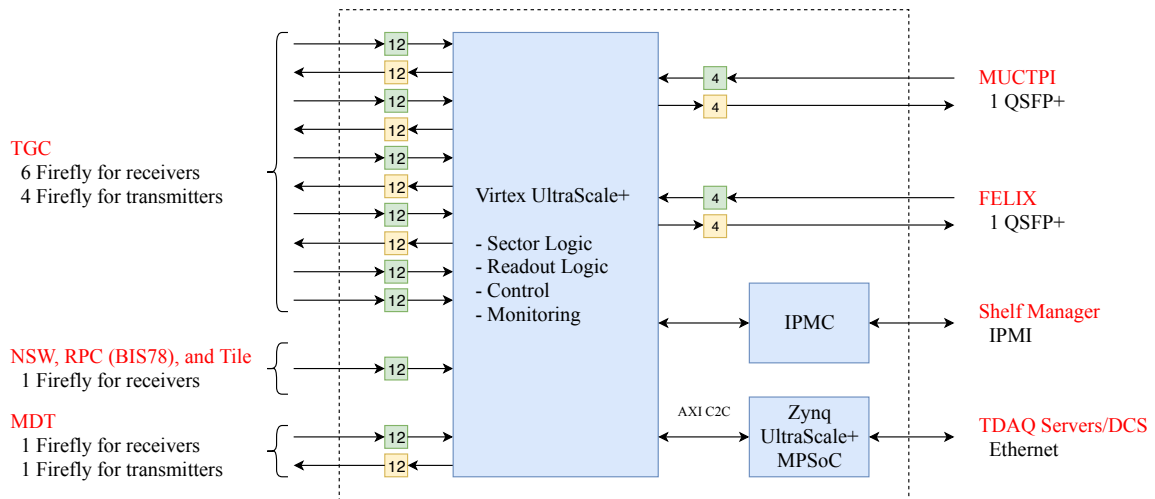 TGC
6 Firefly for receivers
4 Firefly for transmitters
NSW, RPC (BIS78), and Tile
1 Firefly for receivers
MDT
1 Firefly for receivers
1 Firefly for transmitters
12
12
12
12
12
12
12
12
12
12
12
12
12
Virtex UltraScale+
- Sector Logic
- Readout Logic
- Control
- Monitoring
4
4
4
4
IPMC
AXI C2C
Zynq
UltraScale+
MPSoC
MUCTPI
1 QSFP+
FELIX
1 QSFP+
Shelf Manager
IPMI
TDAQ Servers/DCS
Ethernet